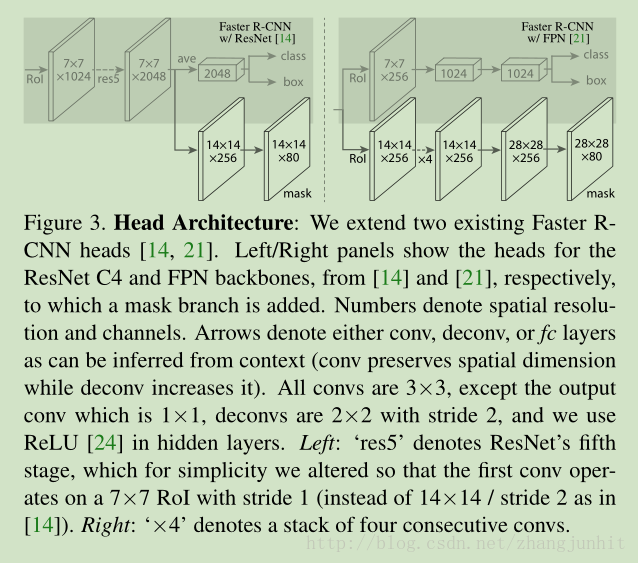 Faster R-CNN
w/ ResNet [14]
7×7
×1024
7×7
×2048
ave
2048
class
box
RoI
res5
14×14
×256
14×14
×80
mask
Faster R-CNN
w/ FPN [21]
7×7
×256
1024
1024
class
box
RoI
14×14
×256
14×14
×256
28×28
×256
28×28
×80
RoI
×4
mask
Figure 3. Head Architecture: We extend two existing Faster R-
CNN heads [14, 21]. Left/Right panels show the heads for the
ResNet C4 and FPN backbones, from [14] and [21], respectively,
to which a mask branch is added. Numbers denote spatial resolu-
tion and channels. Arrows denote either conv, deconv, or fc layers
as can be inferred from context (conv preserves spatial dimension
while deconv increases it). All convs are 3×3, except the output
conv which is 1×1, deconvs are 2×2 with stride 2, and we use
ReLU [24] in hidden layers. Left: ‘res5’ denotes ResNet’s fifth
stage, which for simplicity we altered so that the first conv oper-
ates on a 7×7 RoI with stride 1 (instead of 14×14 / stride 2 as in
[14]). Right: ‘×4’ denotes a stack of four consecutive convs.
http://blog.csdn.net/zhangjunhit